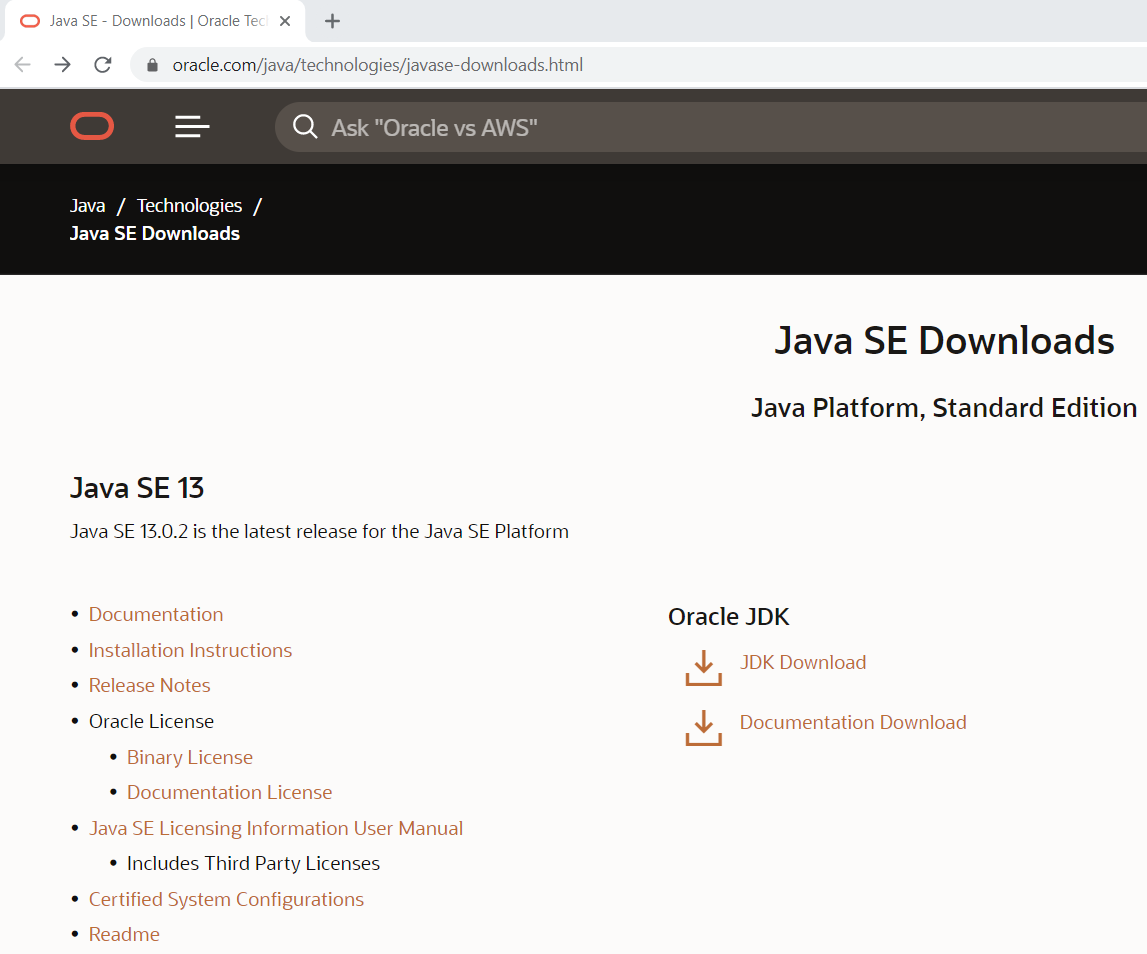 Java SE - Downloads | Oracle Tec
oracle.com/java/technologies/javase-downloads.html
Ask "Oracle vs AWS"
Java / Technologies /
Java SE Downloads
Java SE Downloads
Java Platform, Standard Edition
Java SE 13
Java SE 13.0.2 is the latest release for the Java SE Platform
• Documentation
• Installation Instructions
• Release Notes
• Oracle License
• Binary License
• Documentation License
• Java SE Licensing Information User Manual
• Includes Third Party Licenses
• Certified System Configurations
• Readme
Oracle JDK
JDK Download
Documentation Download